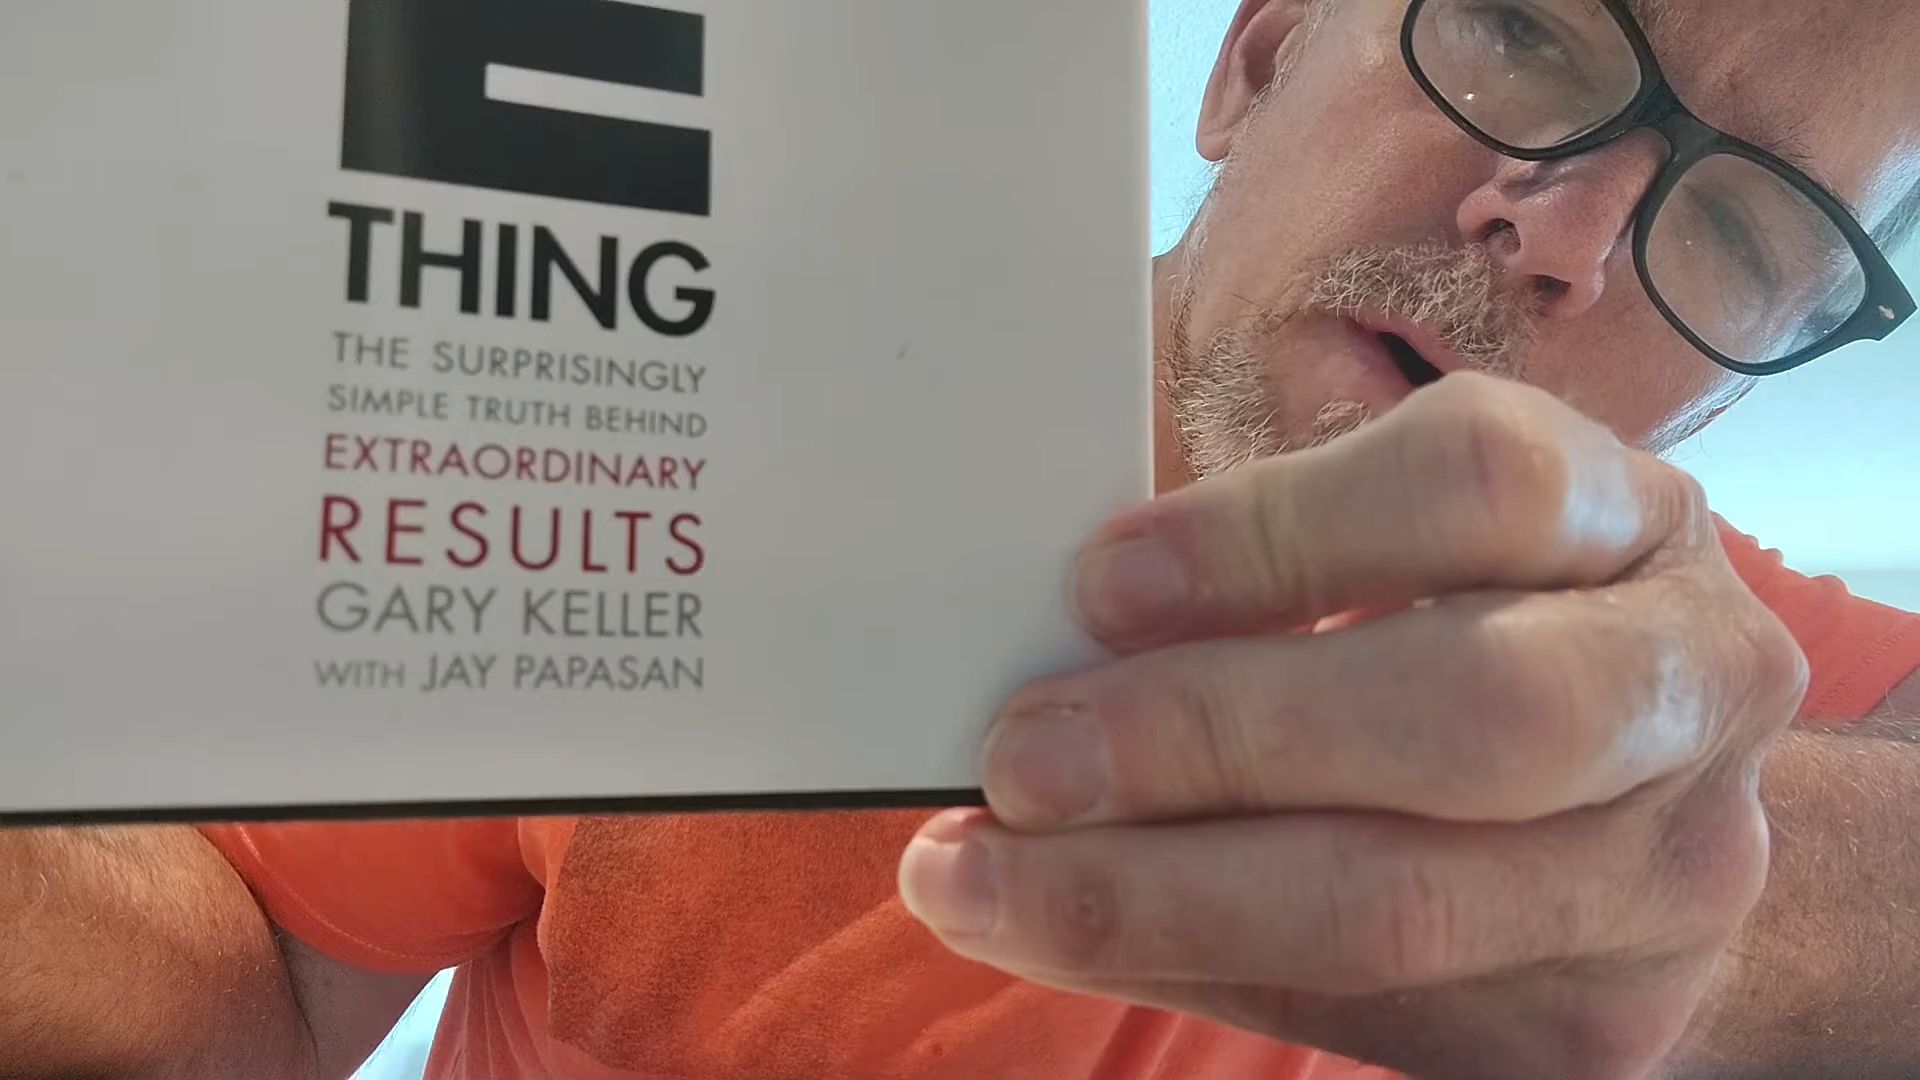 THING
THE SURPRISINGLY
SIMPLE TRUTH BEHIND
EXTRAORDINARY
RESULTS
GARY KELLER
WITH JAY PAPASAN